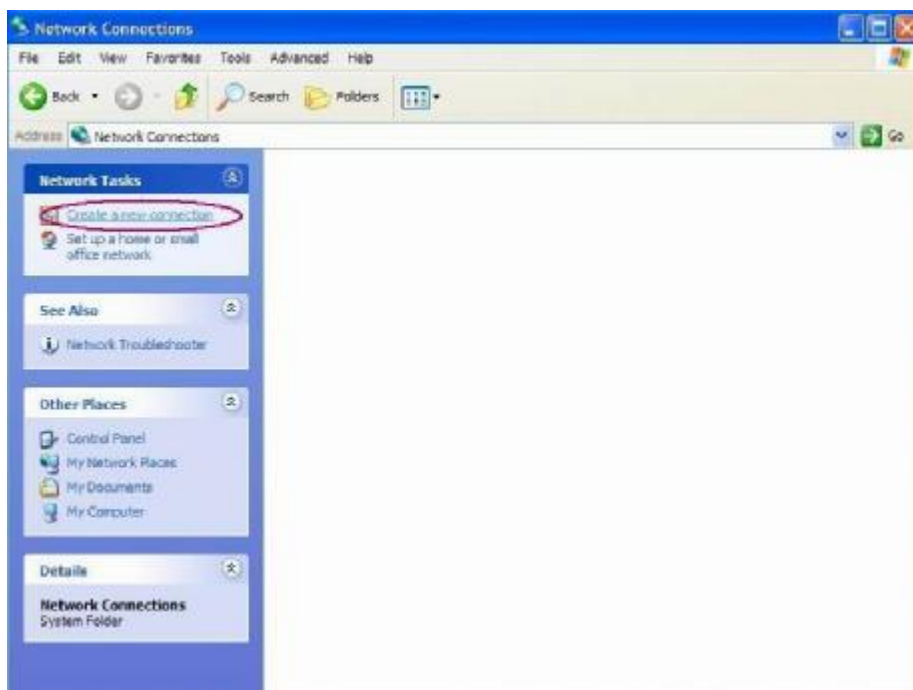 Network Connections
File Edit View Favorites Tools Advanced Help
Back Search Folders
Address Network Connections Go
Network Tasks
Create a new connection
Set up a home or small
office network
See Also
Network Troubleshooter
Other Places
Control Panel
My Network Places
My Documents
My Computer
Details
Network Connections
System Folder